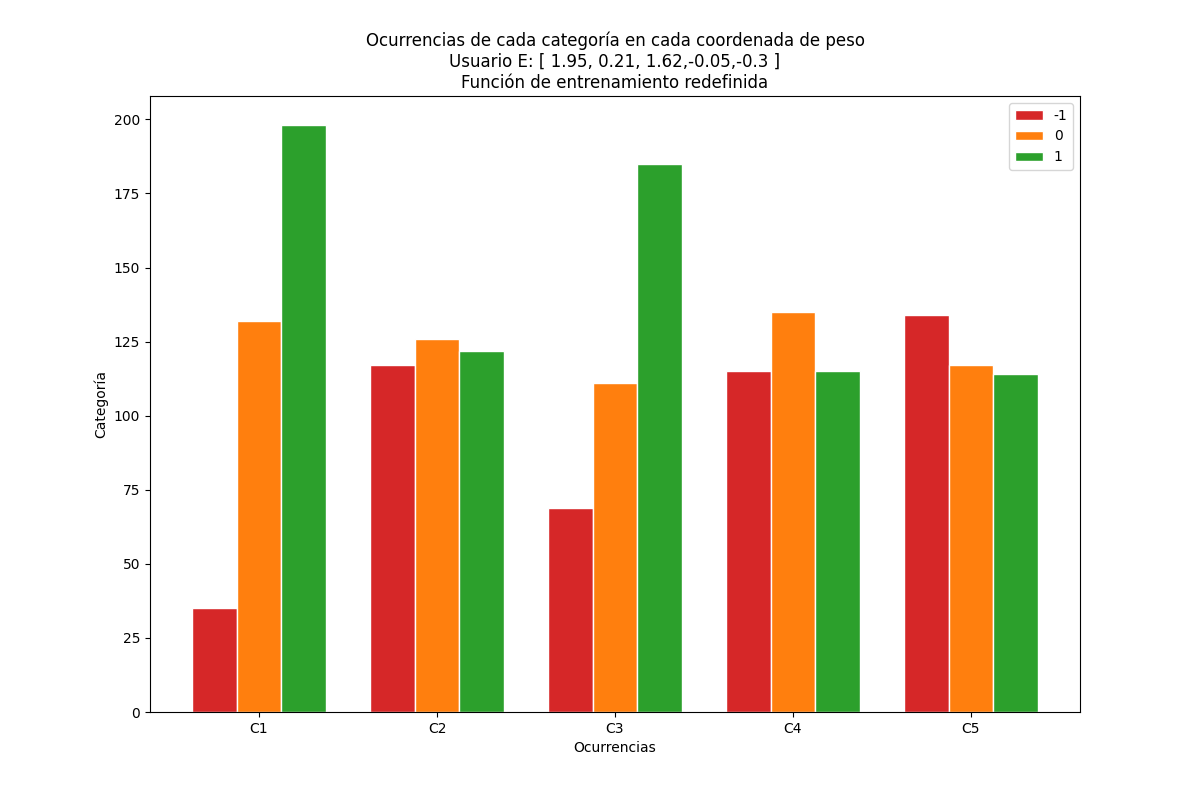 Ocurrencias de cada categoría en cada coordenada de peso
Usuario E: [ 1.95, 0.21, 1.62,-0.05,-0.3 ]
Función de entrenamiento redefinida
-1
0
1
200
175
150
125
100
75
50
25
0
Categoría
C1 C2 C3 C4 C5
Ocurrencias